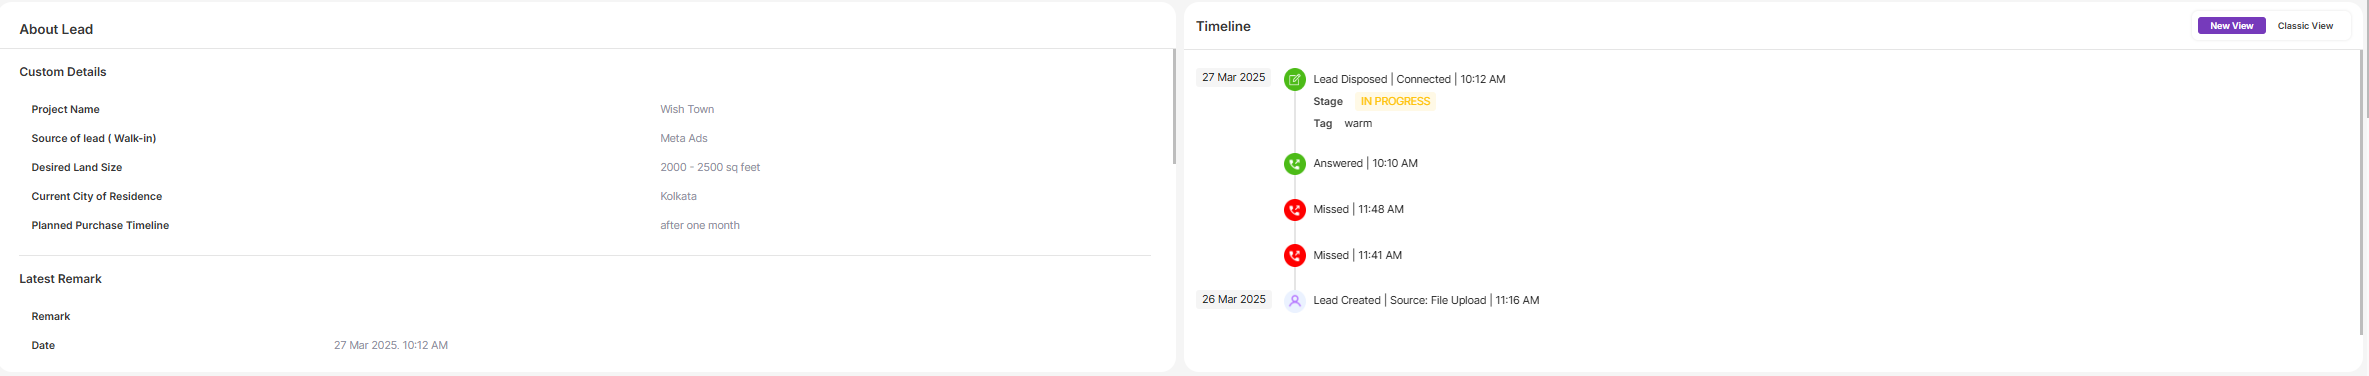 About Lead
Custom Details
Project Name Wish Town
Source of lead ( Walk-in) Meta Ads
Desired Land Size 2000 - 2500 sq feet
Current City of Residence Kolkata
Planned Purchase Timeline after one month
Latest Remark
Remark
Date 27 Mar 2025. 10:12 AM
Timeline
New View Classic View
27 Mar 2025 Lead Disposed | Connected | 10:12 AM
Stage IN PROGRESS
Tag warm
Answered | 10:10 AM
Missed | 11:48 AM
Missed | 11:41 AM
26 Mar 2025 Lead Created | Source: File Upload | 11:16 AM